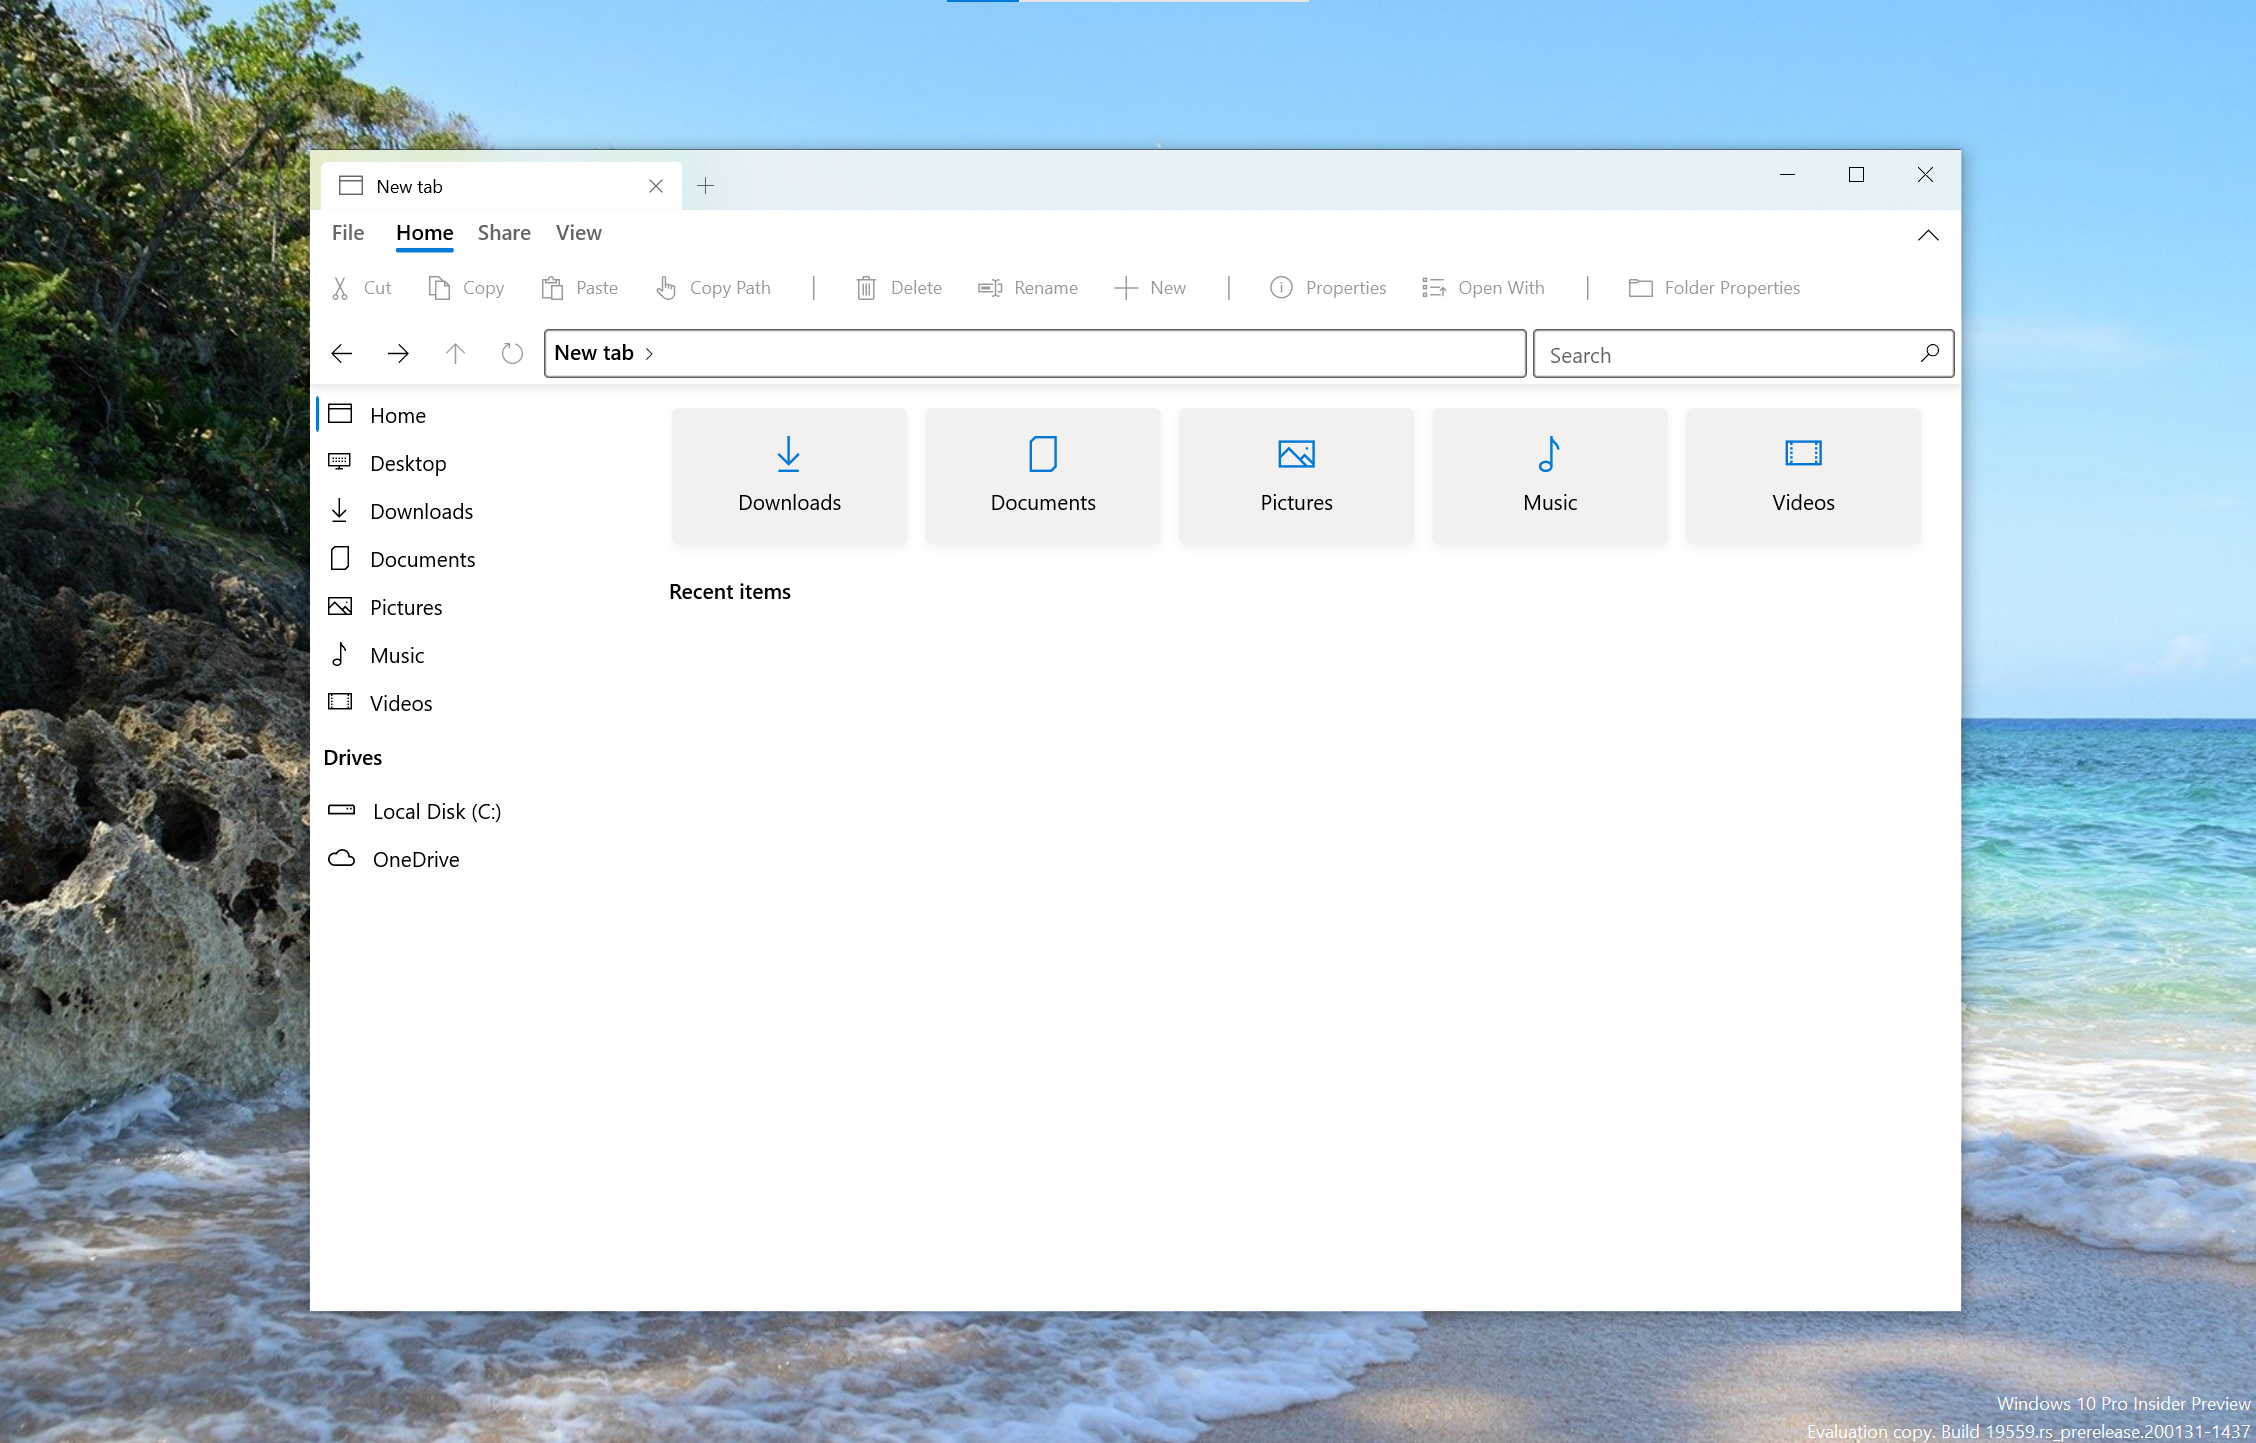 New tab
File Home Share View
Cut Copy Paste Copy Path Delete Rename New Properties Open With Folder Properties
New tab Search
Home
Desktop
Downloads
Documents
Pictures
Music
Videos
Drives
Local Disk (C:)
OneDrive
Downloads Documents Pictures Music Videos
Recent items
Windows 10 Pro Insider Preview
Evaluation copy. Build 19559.rs_prerelease.200131-1437